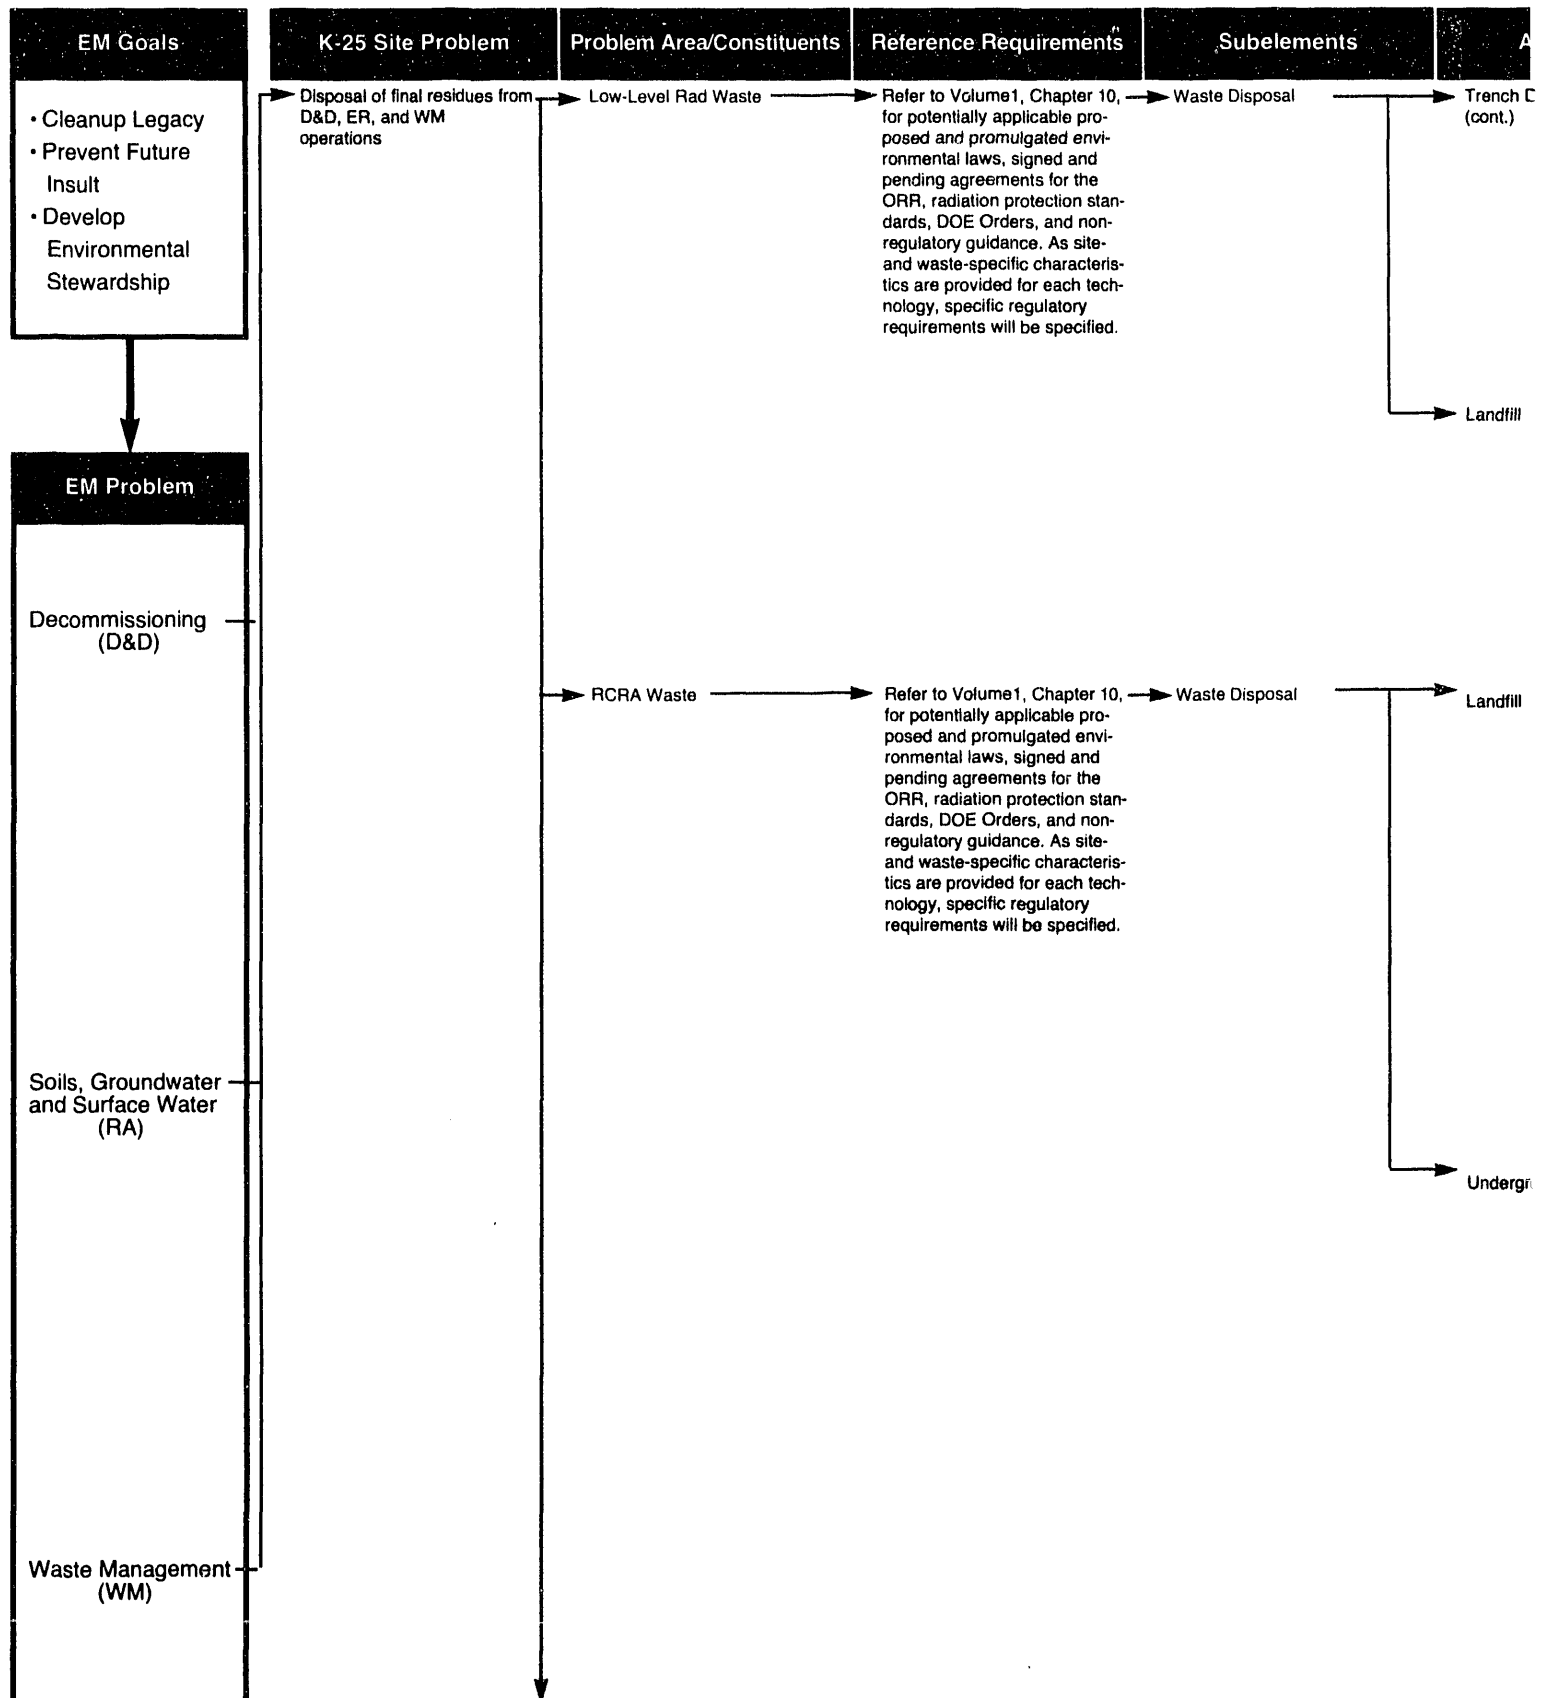 EM Goals
• Cleanup Legacy
• Prevent Future
Insult
• Develop
Environmental
Stewardship
EM Problem
Decommissioning
(D&D)
Soils, Groundwater
and Surface Water
(RA)
Waste Management
(WM)
K-25 Site Problem
Disposal of final residues from
D&D, ER, and WM
operations
Problem Area/Constituents
Low-Level Rad Waste
RCRA Waste
Reference Requirements
Refer to Volume1, Chapter 10,
for potentially applicable pro-
posed and promulgated envi-
ronmental laws, signed and
pending agreements for the
ORR, radiation protection stan-
dards, DOE Orders, and non-
regulatory guidance. As site-
and waste-specific characteris-
tics are provided for each tech-
nology, specific regulatory
requirements will be specified.
Refer to Volume1, Chapter 10,
for potentially applicable pro-
posed and promulgated envi-
ronmental laws, signed and
pending agreements for the
ORR, radiation protection stan-
dards, DOE Orders, and non-
regulatory guidance. As site-
and waste-specific characteris-
tics are provided for each tech-
nology, specific regulatory
requirements will be specified.
Subelements
Waste Disposal
Waste Disposal
A
Trench
(cont.)
Landfill
Landfill
Undergr